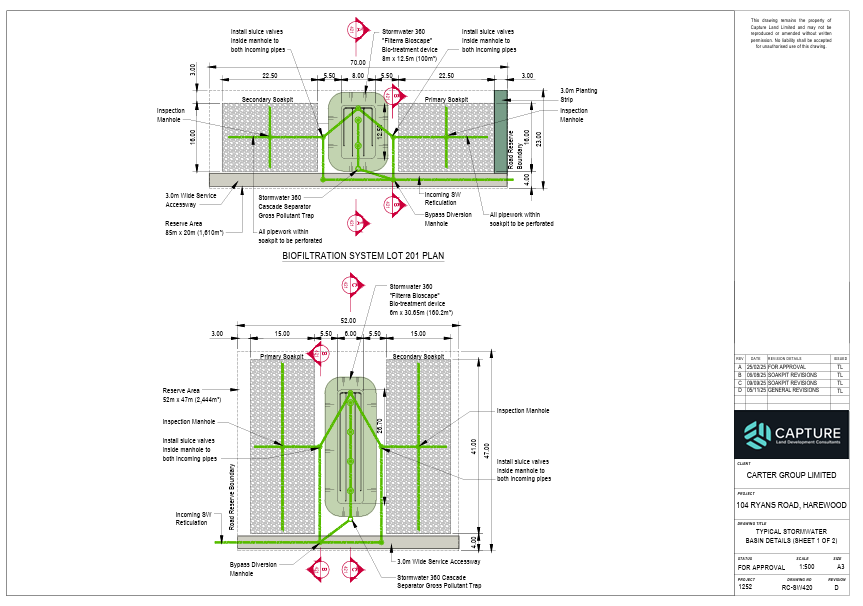 This drawing remains the property of
Capture Land Limited and may not be
reproduced or amended without written
permission. No liability shall be accepted
for unauthorised use of this drawing.
Install sluice valves
inside manhole to
both incoming pipes
Stormwater 360
"Filterra Bioscape"
Bio-treatment device
8m x 12.5m (100m²)
Install sluice valves
inside manhole to
both incoming pipes
70.00
3.00
22.50
5.50
8.00
5.50
22.50
3.00
3.0m Planting
Strip
Secondary Soakpit
Primary Soakpit
Inspection
Manhole
Inspection
Manhole
16.00
12.50
16.00
23.00
4.00
Road Reserve
Boundary
3.0m Wide Service
Accessway
Reserve Area
85m x 20m (1,610m²)
Stormwater 360
Cascade Separator
Gross Pollutant Trap
All pipework within
soakpit to be perforated
Incoming SW
Reticulation
Bypass Diversion
Manhole
All pipework within
soakpit to be perforated
B
B
C
C
BIOFILTRATION SYSTEM LOT 201 PLAN
Stormwater 360
"Filterra Bioscape"
Bio-treatment device
6m x 30.65m (160.2m²)
52.00
3.00
15.00
5.50
6.00
5.50
15.00
Primary Soakpit
Secondary Soakpit
Reserve Area
52m x 47m (2,444m²)
Inspection Manhole
Install sluice valves
inside manhole to
both incoming pipes
Inspection Manhole
Install sluice valves
inside manhole to
both incoming pipes
26.70
41.00
47.00
4.00
Road Reserve Boundary
Incoming SW
Reticulation
Bypass Diversion
Manhole
3.0m Wide Service Accessway
Stormwater 360 Cascade
Separator Gross Pollutant Trap
C
B
B
C
REV DATE REVISION DETAILS ISSUED
A 25/02/25 FOR APPROVAL TL
B SOAKPIT REVISIONS TL
C SOAKPIT REVISIONS TL
D 05/11/25 GENERAL REVISIONS TL
CAPTURE
Land Development Consultants
CLIENT
CARTER GROUP LIMITED
PROJECT
104 RYANS ROAD, HAREWOOD
DRAWING TITLE
TYPICAL STORMWATER
BASIN DETAILS (SHEET 1 OF 2)
STATUS SCALE SIZE
FOR APPROVAL 1:500 A3
PROJECT DRAWING NO REVISION
1252 RC-SW420 D